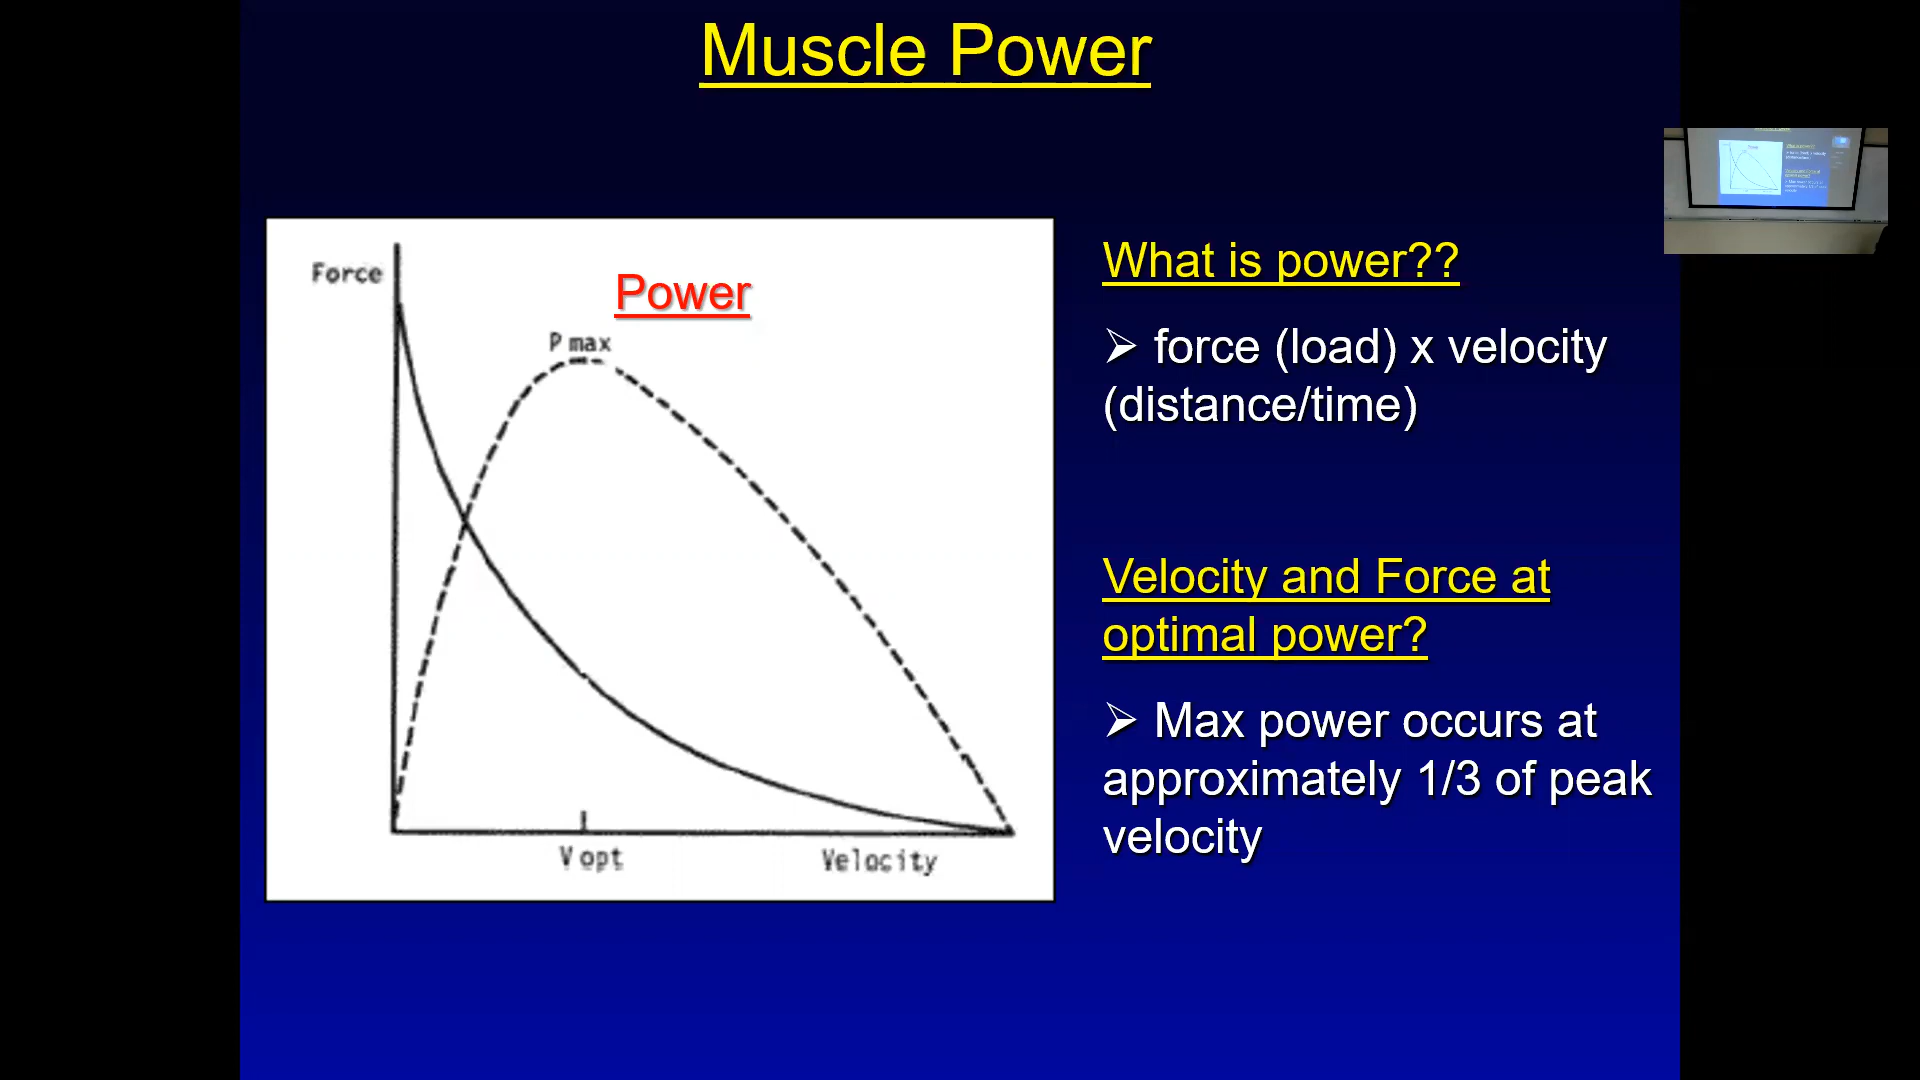 Muscle Power
Force
Power
P max
V opt
Velocity
What is power??
➢ force (load) x velocity
(distance/time)
Velocity and Force at
optimal power?
➢ Max power occurs at
approximately 1/3 of peak
velocity